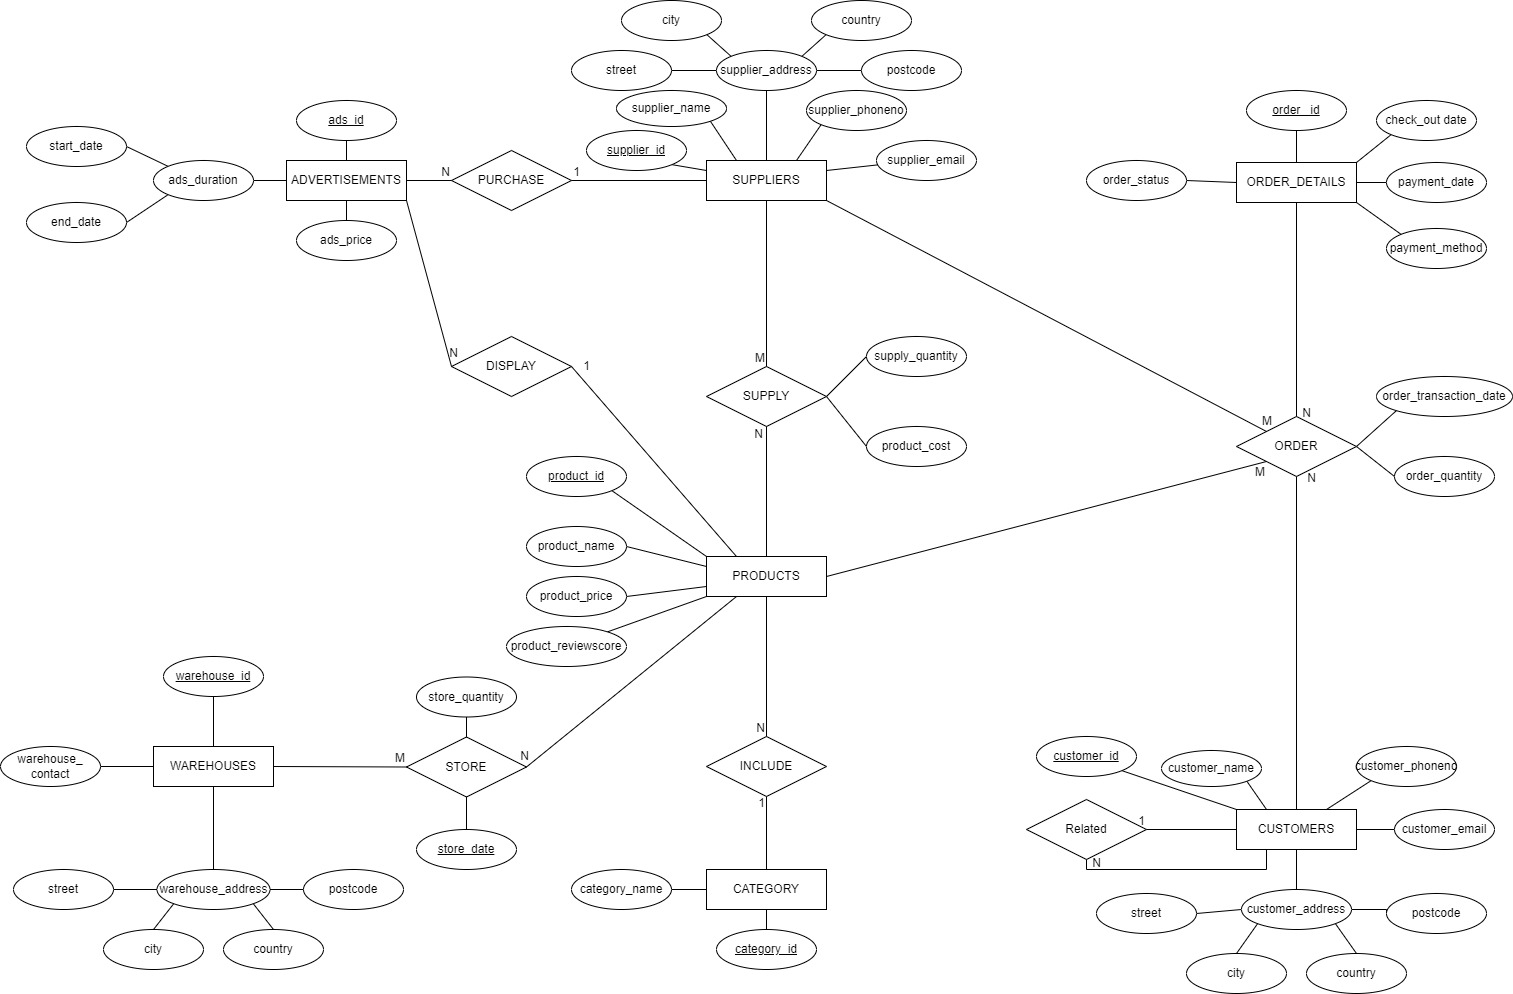 city
country
street
supplier_address
postcode
supplier_name
supplier_phoneno
supplier_id
supplier_email
ads_id
start_date
ads_duration
end_date
ADVERTISEMENTS
ads_price
N
PURCHASE
1
SUPPLIERS
order_id
check_out date
order_status
ORDER_DETAILS
payment_date
payment_method
N
DISPLAY
1
M
SUPPLY
N
supply_quantity
product_cost
M
N
ORDER
M
N
order_transaction_date
order_quantity
product_id
product_name
product_price
product_reviewscore
PRODUCTS
warehouse_id
warehouse_
contact
WAREHOUSES
M
store_quantity
STORE
N
store_date
street
warehouse_address
postcode
city
country
N
INCLUDE
1
category_name
CATEGORY
category_id
customer_id
customer_name
customer_phoneno
Related
1
N
CUSTOMERS
customer_email
street
customer_address
postcode
city
country